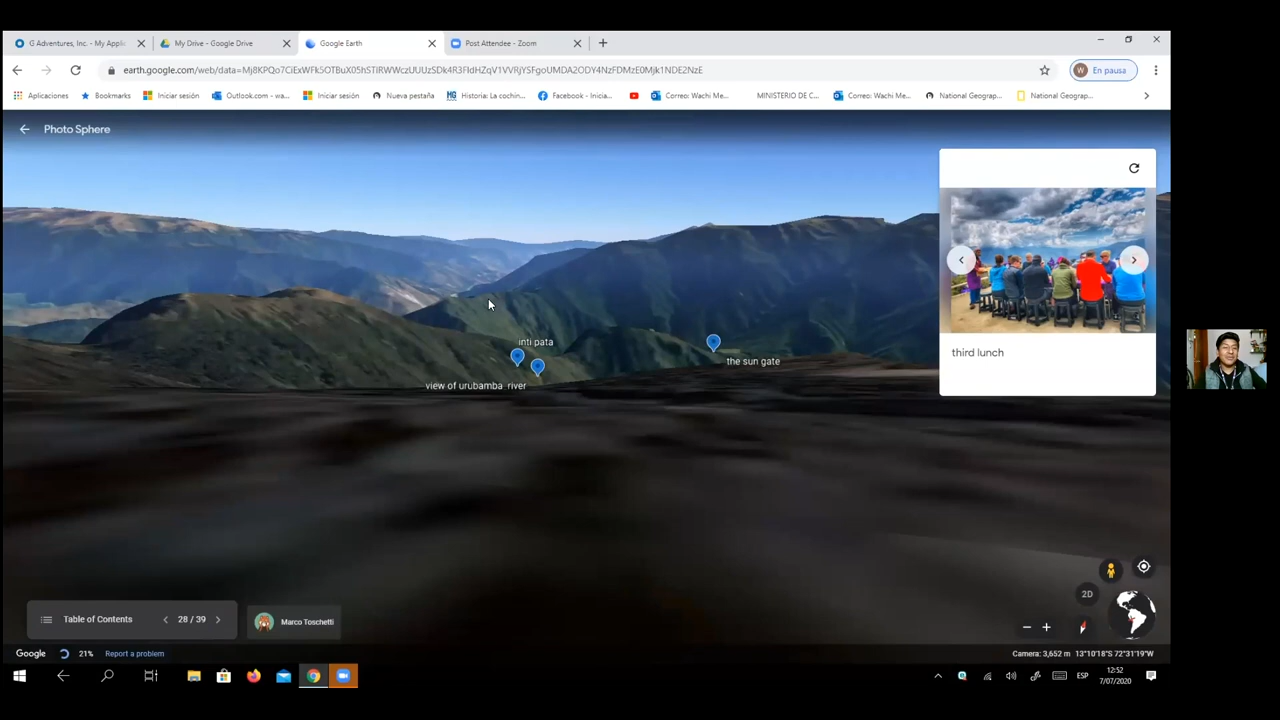 G Adventures, Inc. - My Applic
My Drive - Google Drive
Google Earth
Post Attendee - Zoom
earth.google.com/web/data=
En pausa
Aplicaciones
Bookmarks
Iniciar sesión
Outlook.com - wa...
Iniciar sesión
Nueva pestaña
HG Historia: La cochin...
Facebook - Inicia...
Correo: Wachi Me...
MINISTERIO DE C...
Correo: Wachi Me...
National Geograp...
National Geograp...
Photo Sphere
inti pata
view of urubamba river
the sun gate
third lunch
Table of Contents
28 / 39
Marco Toschetti
2D
Google
21%
Report a problem
Camera: 3,652 m 13°10'18"S 72°31'19"W
ESP
12:52
7/07/2020